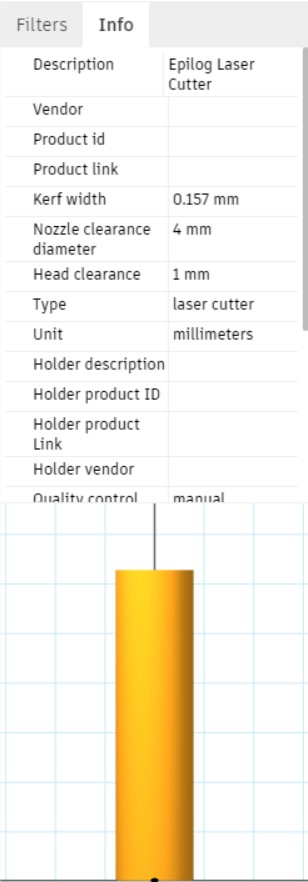 Filters Info
Description Epilog Laser
Cutter
Vendor
Product id
Product link
Kerf width 0.157 mm
Nozzle clearance 4 mm
diameter
Head clearance 1 mm
Type laser cutter
Unit millimeters
Holder description
Holder product ID
Holder product
Link
Holder vendor
Quality control manual